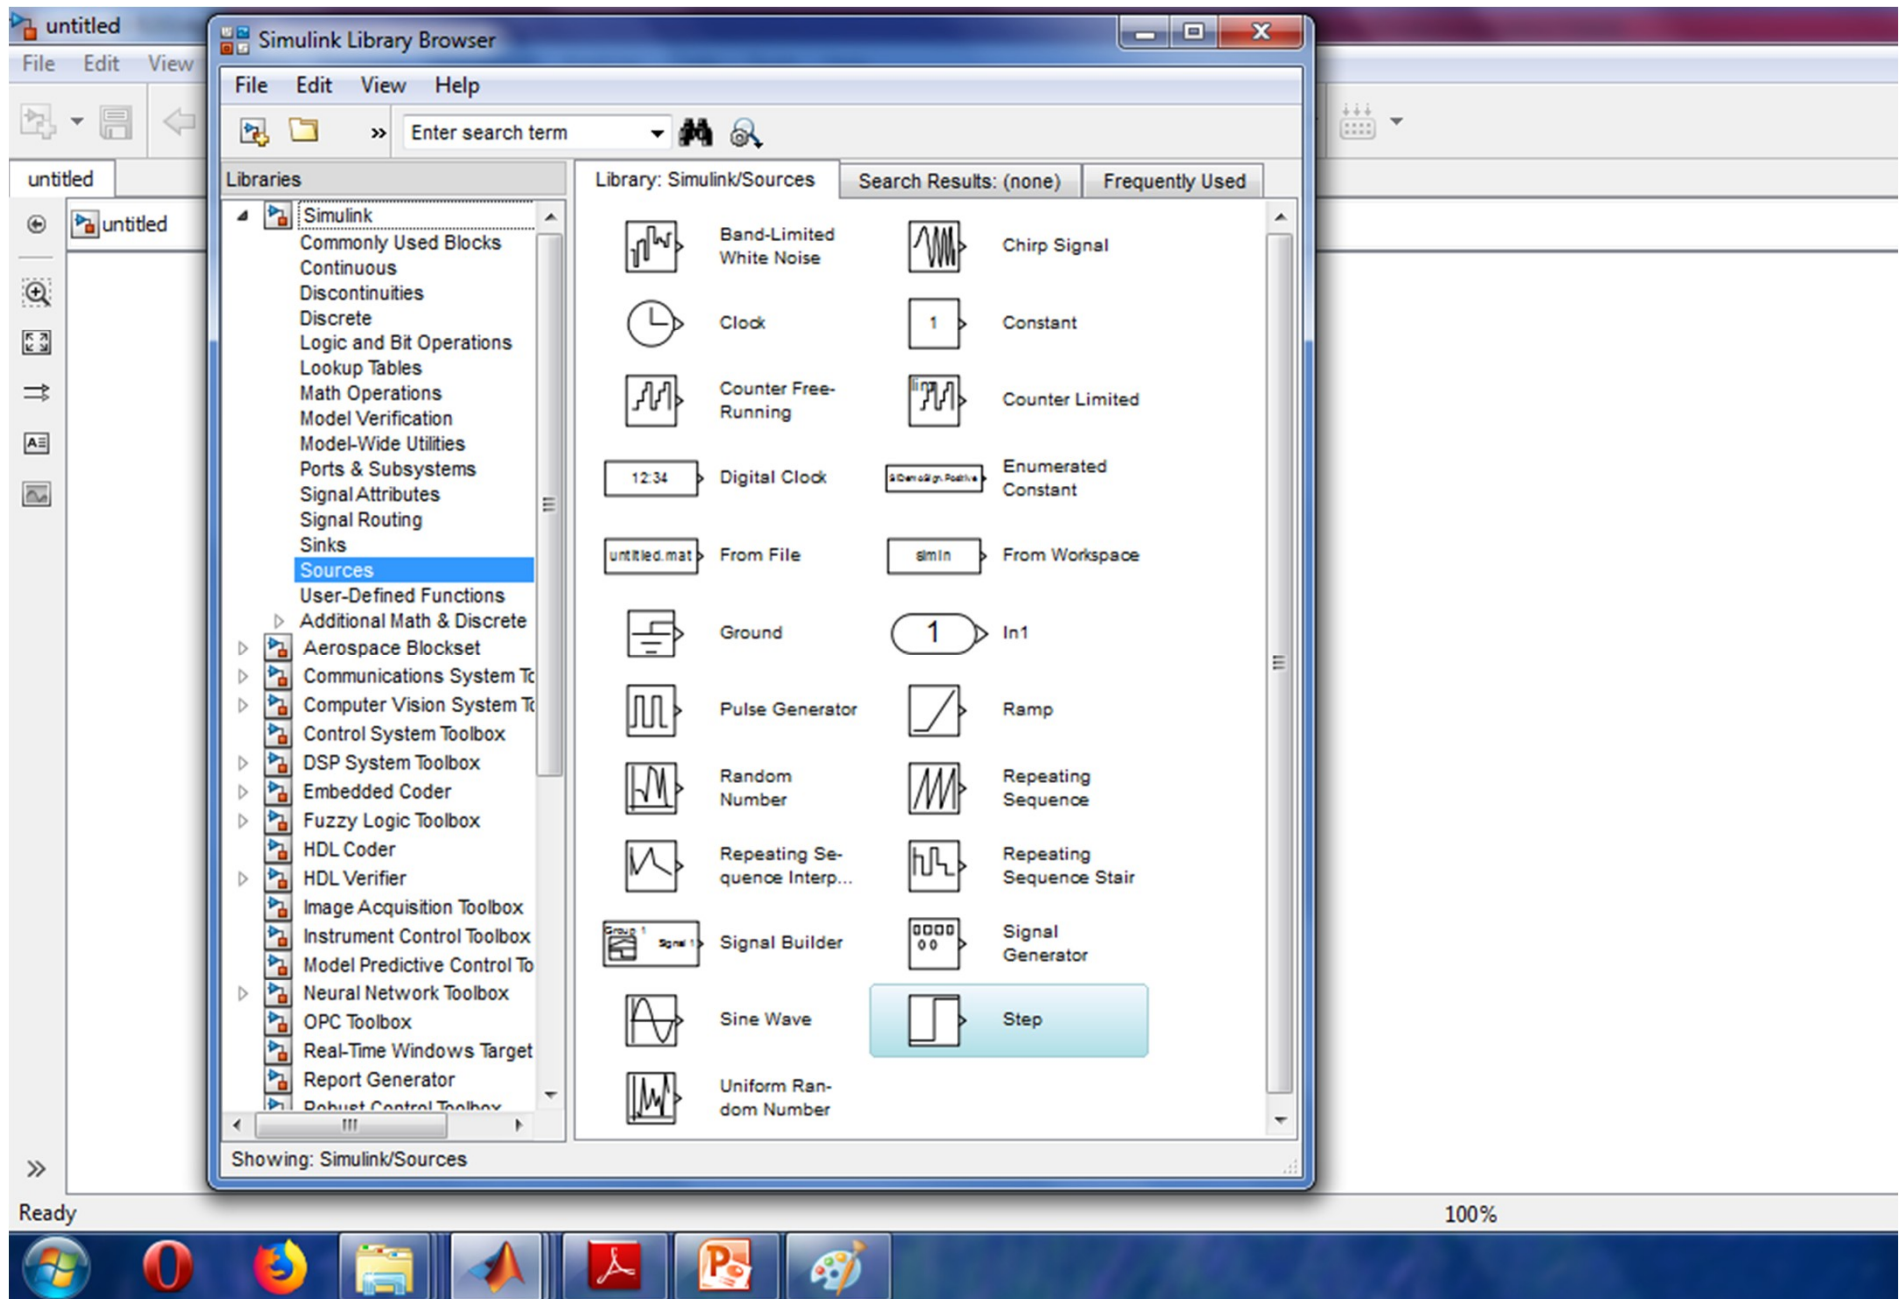 untitled
File Edit View
untitled
untitled
Simulink Library Browser
File Edit View Help
» Enter search term
Libraries
Simulink
Commonly Used Blocks
Continuous
Discontinuities
Discrete
Logic and Bit Operations
Lookup Tables
Math Operations
Model Verification
Model-Wide Utilities
Ports & Subsystems
Signal Attributes
Signal Routing
Sinks
Sources
User-Defined Functions
Additional Math & Discrete
Aerospace Blockset
Communications System To
Computer Vision System To
Control System Toolbox
DSP System Toolbox
Embedded Coder
Fuzzy Logic Toolbox
HDL Coder
HDL Verifier
Image Acquisition Toolbox
Instrument Control Toolbox
Model Predictive Control To
Neural Network Toolbox
OPC Toolbox
Real-Time Windows Target
Report Generator
Robust Control Toolbox
Library: Simulink/Sources Search Results: (none) Frequently Used
Band-Limited
White Noise
Chirp Signal
Clock
1 Constant
Counter Free-
Running
lim Counter Limited
12:34 Digital Clock
Enumerated
Constant
untitled.mat From File
simin From Workspace
Ground
1 In1
Pulse Generator
Ramp
Random
Number
Repeating
Sequence
Repeating Se-
quence Interp...
Repeating
Sequence Stair
Group 1
Signal 1 Signal Builder
Signal
Generator
Sine Wave
Step
Uniform Ran-
dom Number
Showing: Simulink/Sources
Ready 100%